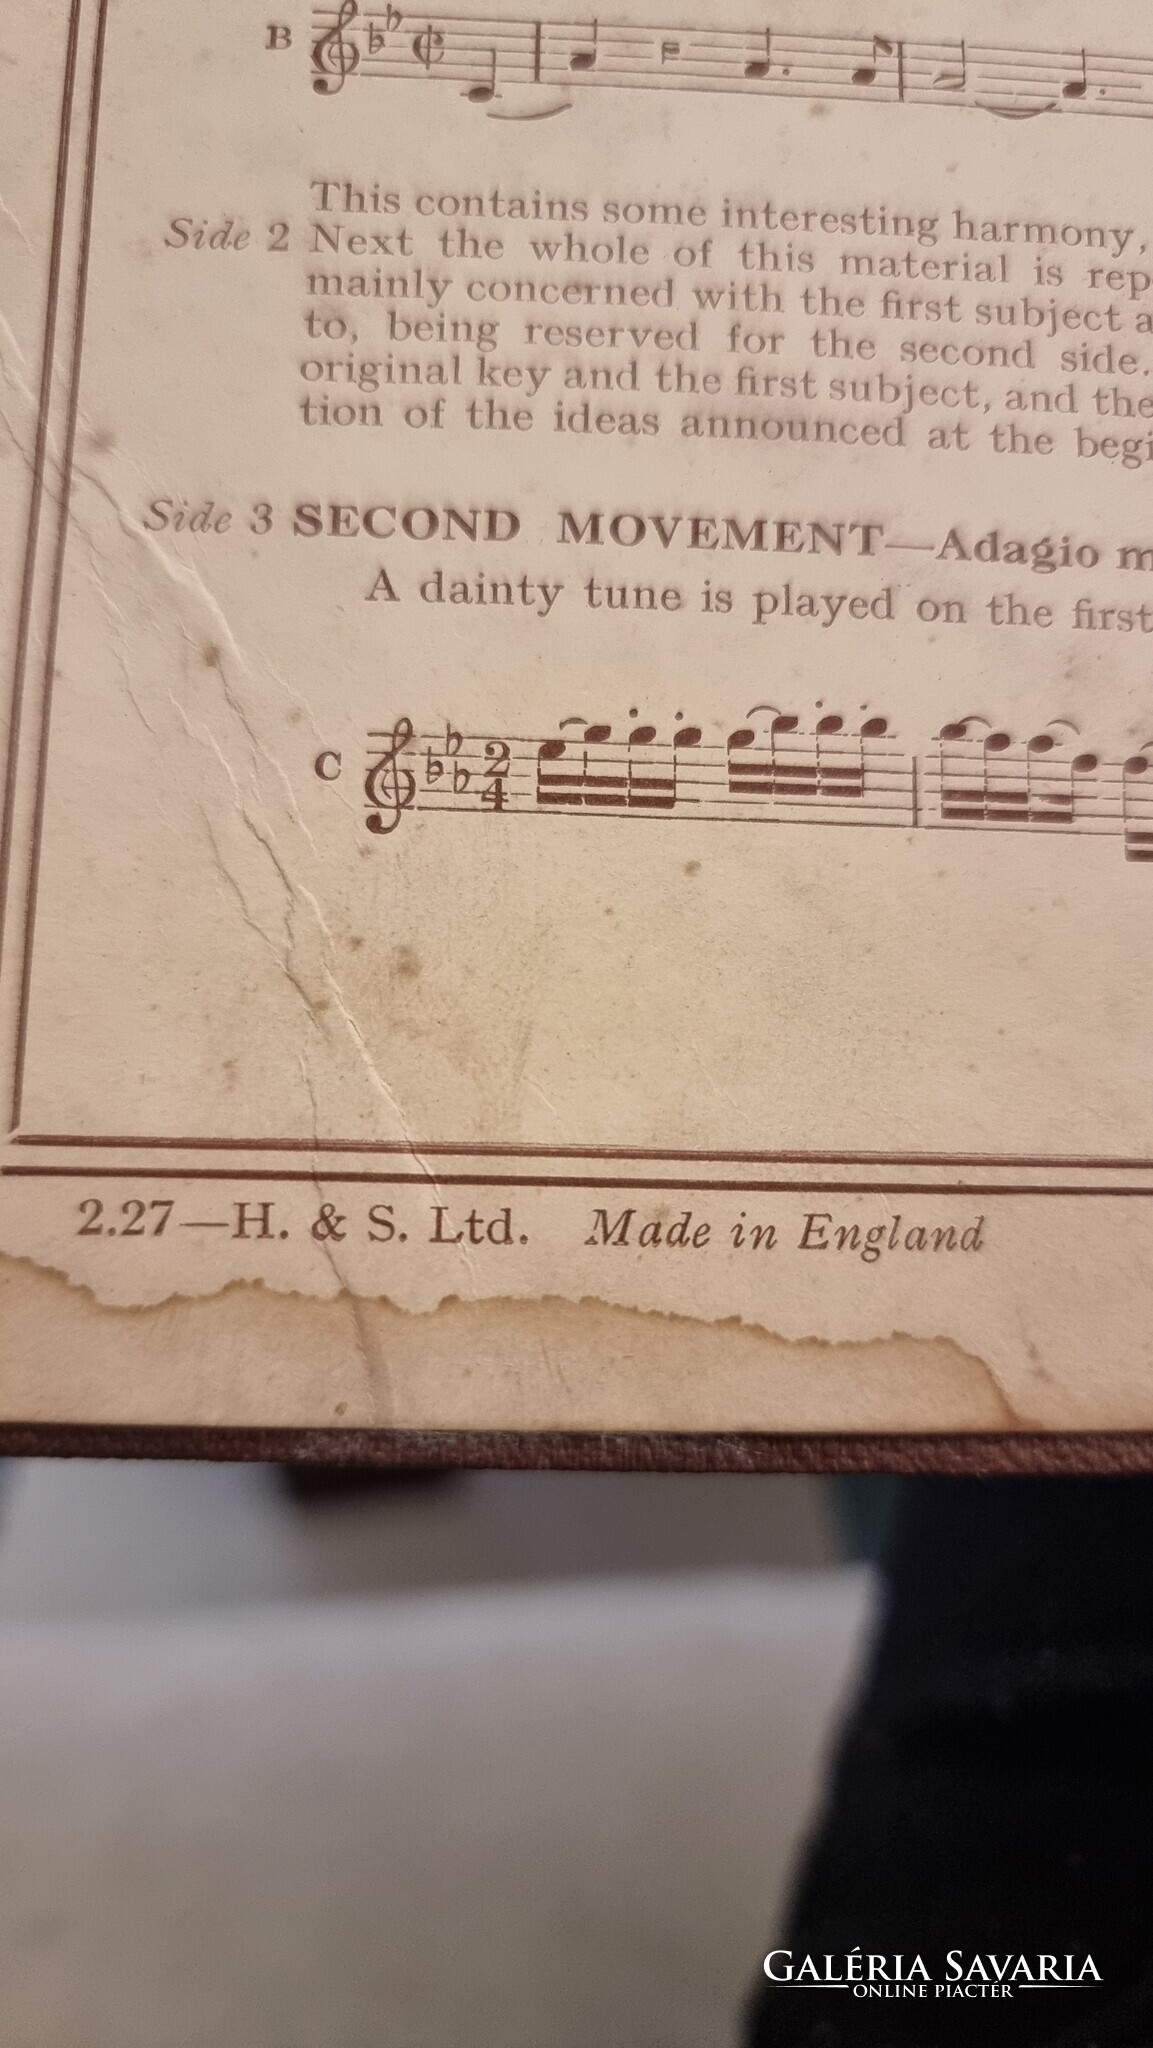 B
This contains some interesting harmony,
Side 2 Next the whole of this material is rep
mainly concerned with the first subject a
to, being reserved for the second side.
original key and the first subject, and the
tion of the ideas announced at the begi
Side 3 SECOND MOVEMENT—Adagio m
A dainty tune is played on the first
C
2
4
2.27—H. & S. Ltd. Made in England
GALÉRIA SAVARIA
ONLINE PIACTÉR